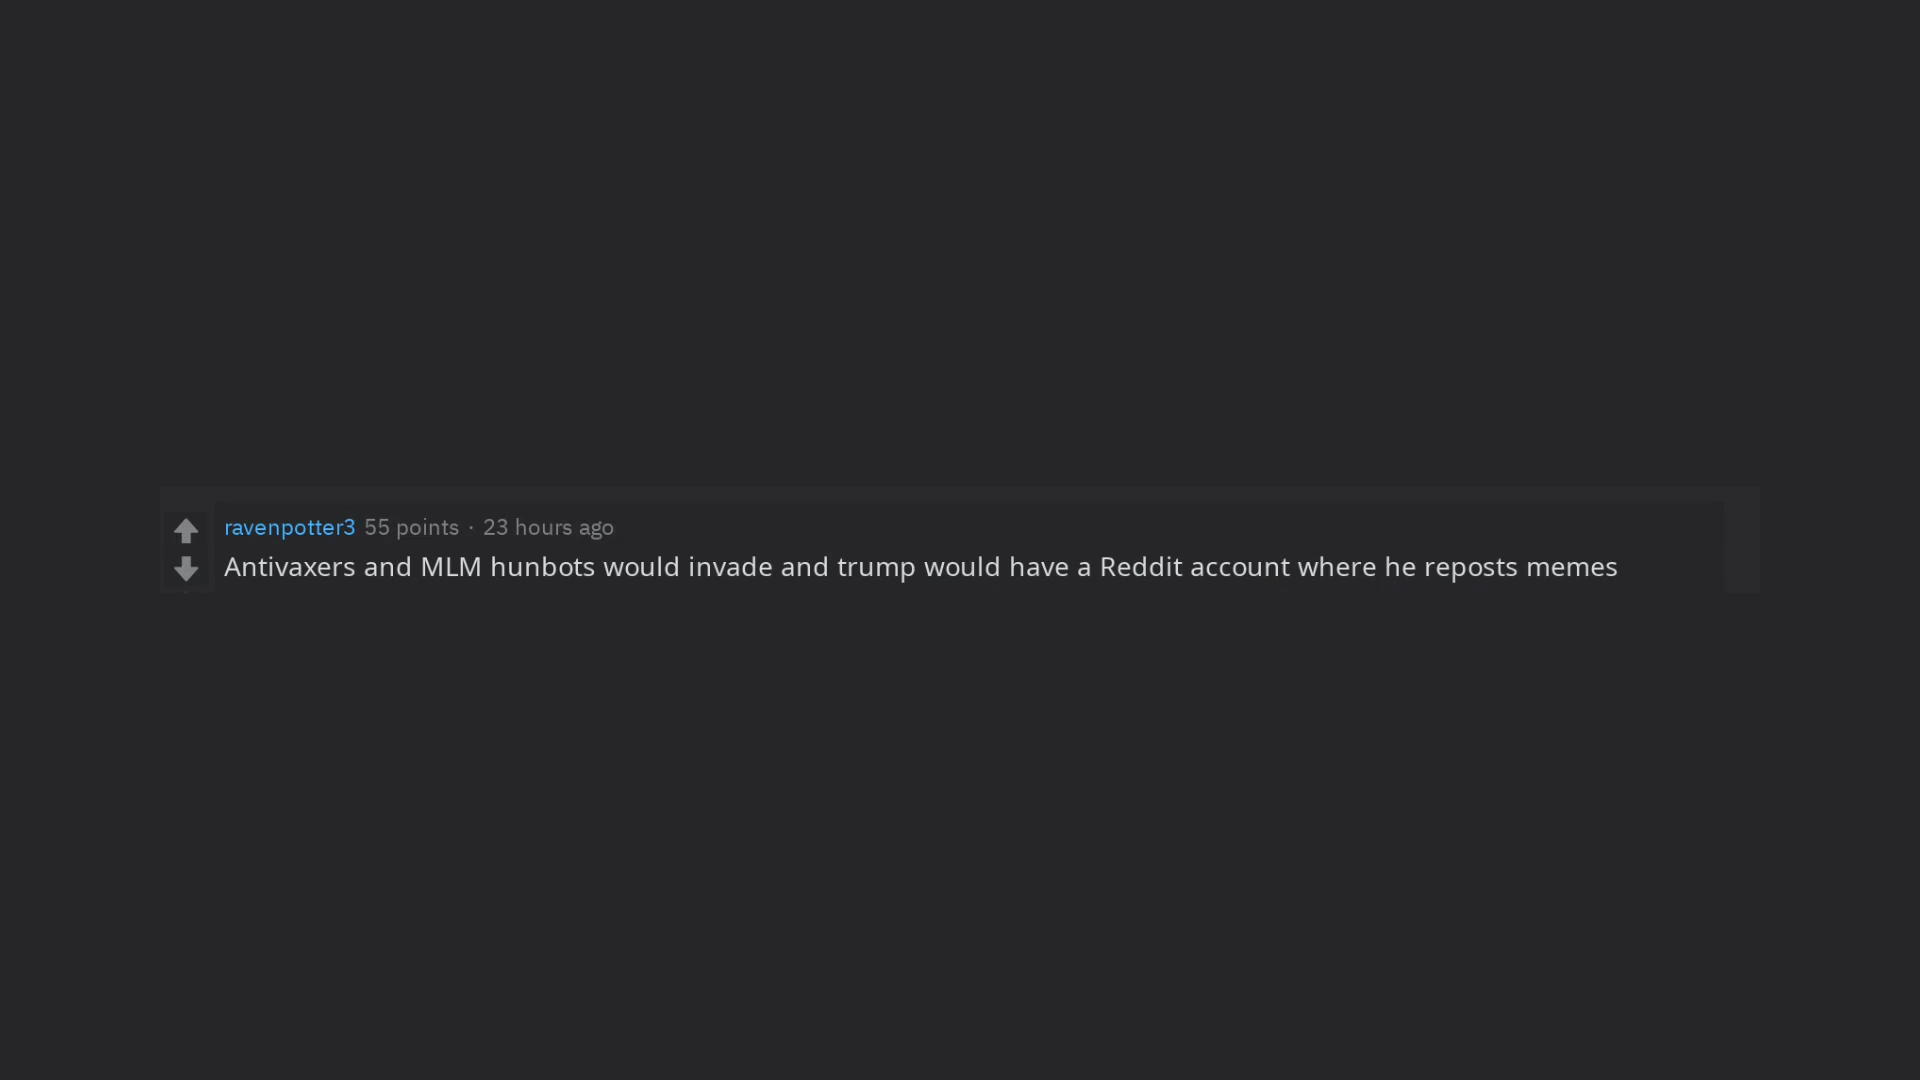 ravenpotter3 55 points · 23 hours ago
Antivaxers and MLM hunbots would invade and trump would have a Reddit account where he reposts memes